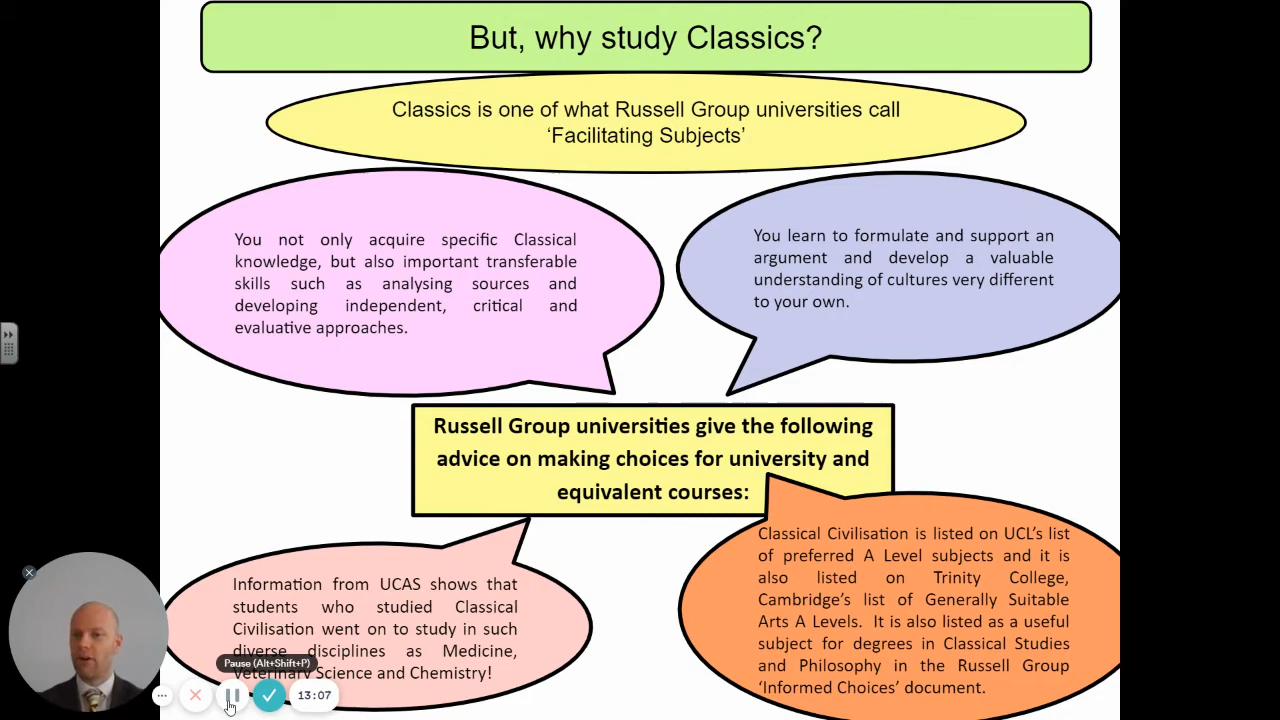 But, why study Classics?
Classics is one of what Russell Group universities call
‘Facilitating Subjects’
You not only acquire specific Classical
knowledge, but also important transferable
skills such as analysing sources and
developing independent, critical and
evaluative approaches.
You learn to formulate and support an
argument and develop a valuable
understanding of cultures very different
to your own.
Russell Group universities give the following
advice on making choices for university and
equivalent courses:
Information from UCAS shows that
students who studied Classical
Civilisation went on to study in such
diverse disciplines as Medicine,
Veterinary Science and Chemistry!
Classical Civilisation is listed on UCL’s list
of preferred A Level subjects and it is
also listed on Trinity College,
Cambridge’s list of Generally Suitable
Arts A Levels. It is also listed as a useful
subject for degrees in Classical Studies
and Philosophy in the Russell Group
‘Informed Choices’ document.
Pause (Alt+Shift+P)
13:07